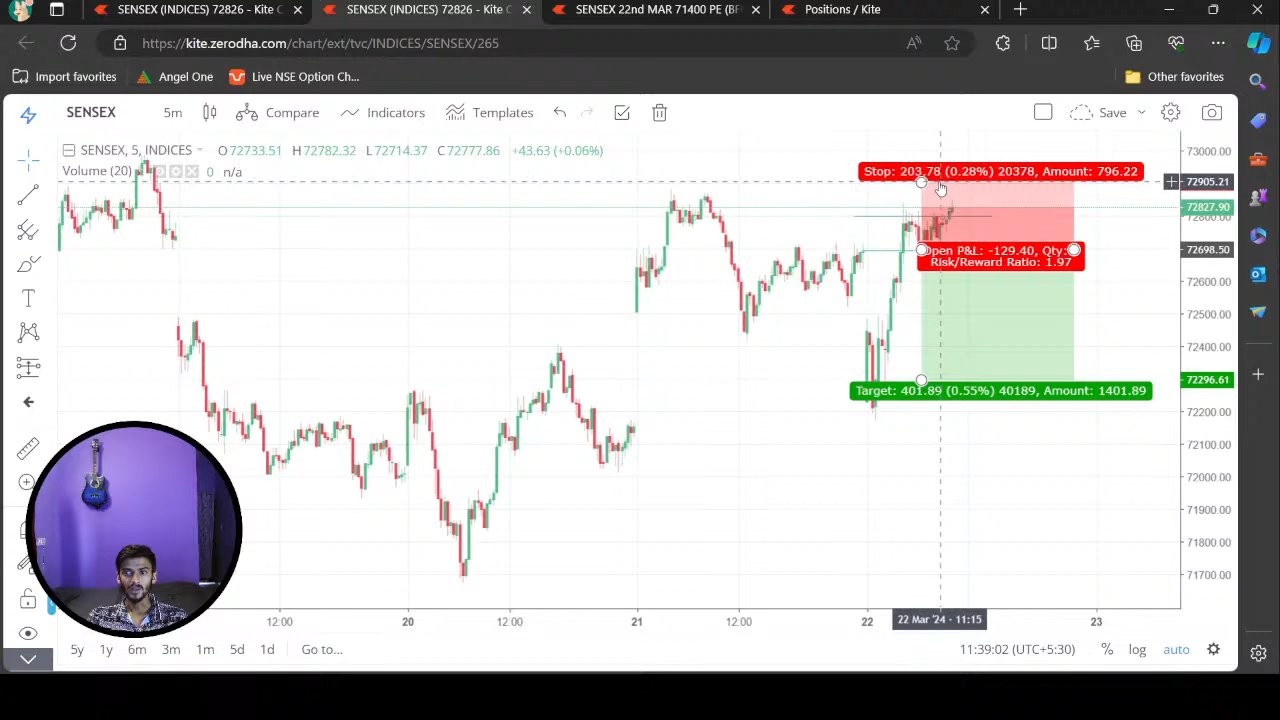 SENSEX (INDICES) 72826 - Kite C
SENSEX (INDICES) 72826 - Kite C
SENSEX 22nd MAR 71400 PE (BF
Positions / Kite
https://kite.zerodha.com/chart/ext/tvc/INDICES/SENSEX/265
Import favorites
Angel One
Live NSE Option Ch...
Other favorites
SENSEX
5m
Compare
Indicators
Templates
Save
SENSEX, 5, INDICES O72733.51 H72782.32 L72714.37 C72777.86 +43.63 (+0.06%)
Volume (20) 0 n/a
Stop: 203.78 (0.28%) 20378, Amount: 796.22
Open P&L: -129.40, Qty:
Risk/Reward Ratio: 1.97
Target: 401.89 (0.55%) 40189, Amount: 1401.89
73000.00
72905.21
72827.90
72800.00
72698.50
72600.00
72500.00
72400.00
72296.61
72200.00
72100.00
72000.00
71900.00
71800.00
71700.00
12:00
20
12:00
21
12:00
22
22 Mar '24 - 11:15
23
5y
1y
6m
3m
1m
5d
1d
Go to...
11:39:02 (UTC+5:30)
%
log
auto